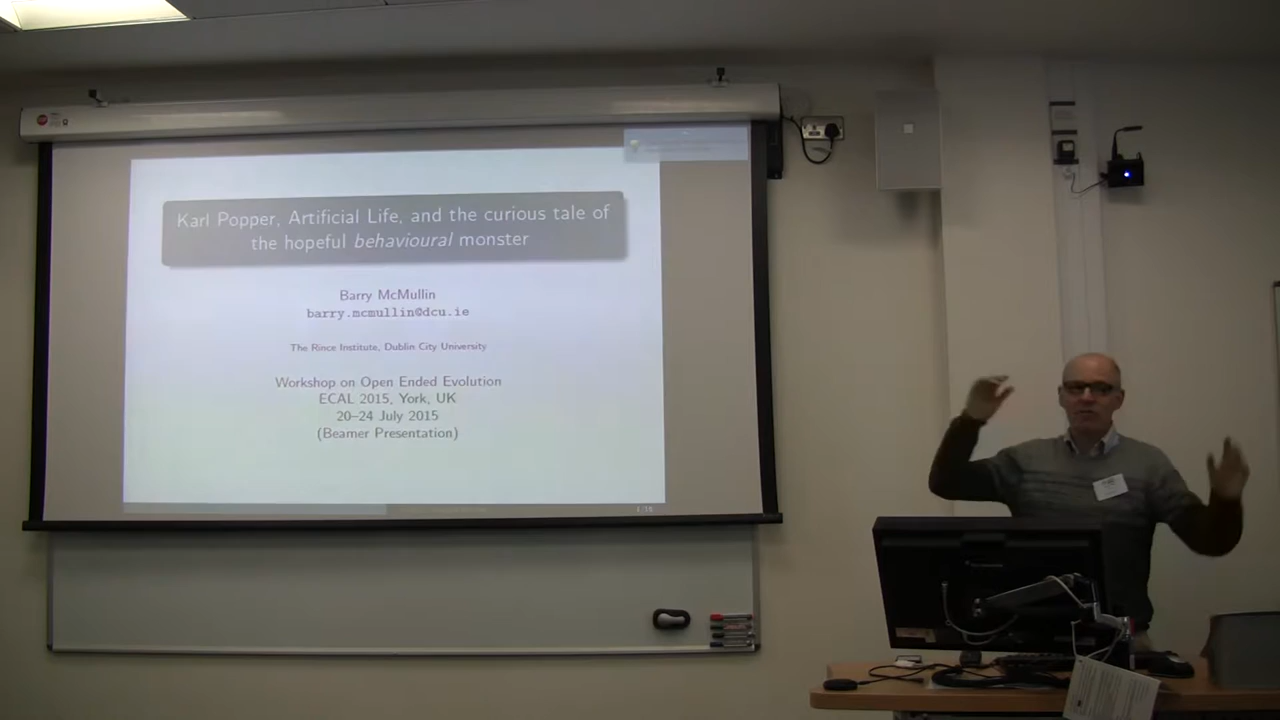 Karl Popper, Artificial Life, and the curious tale of
the hopeful behavioural monster
Barry McMullin
barry.mcmullin@dcu.ie
The Rince Institute, Dublin City University
Workshop on Open Ended Evolution
ECAL 2015, York, UK
20–24 July 2015
(Beamer Presentation)